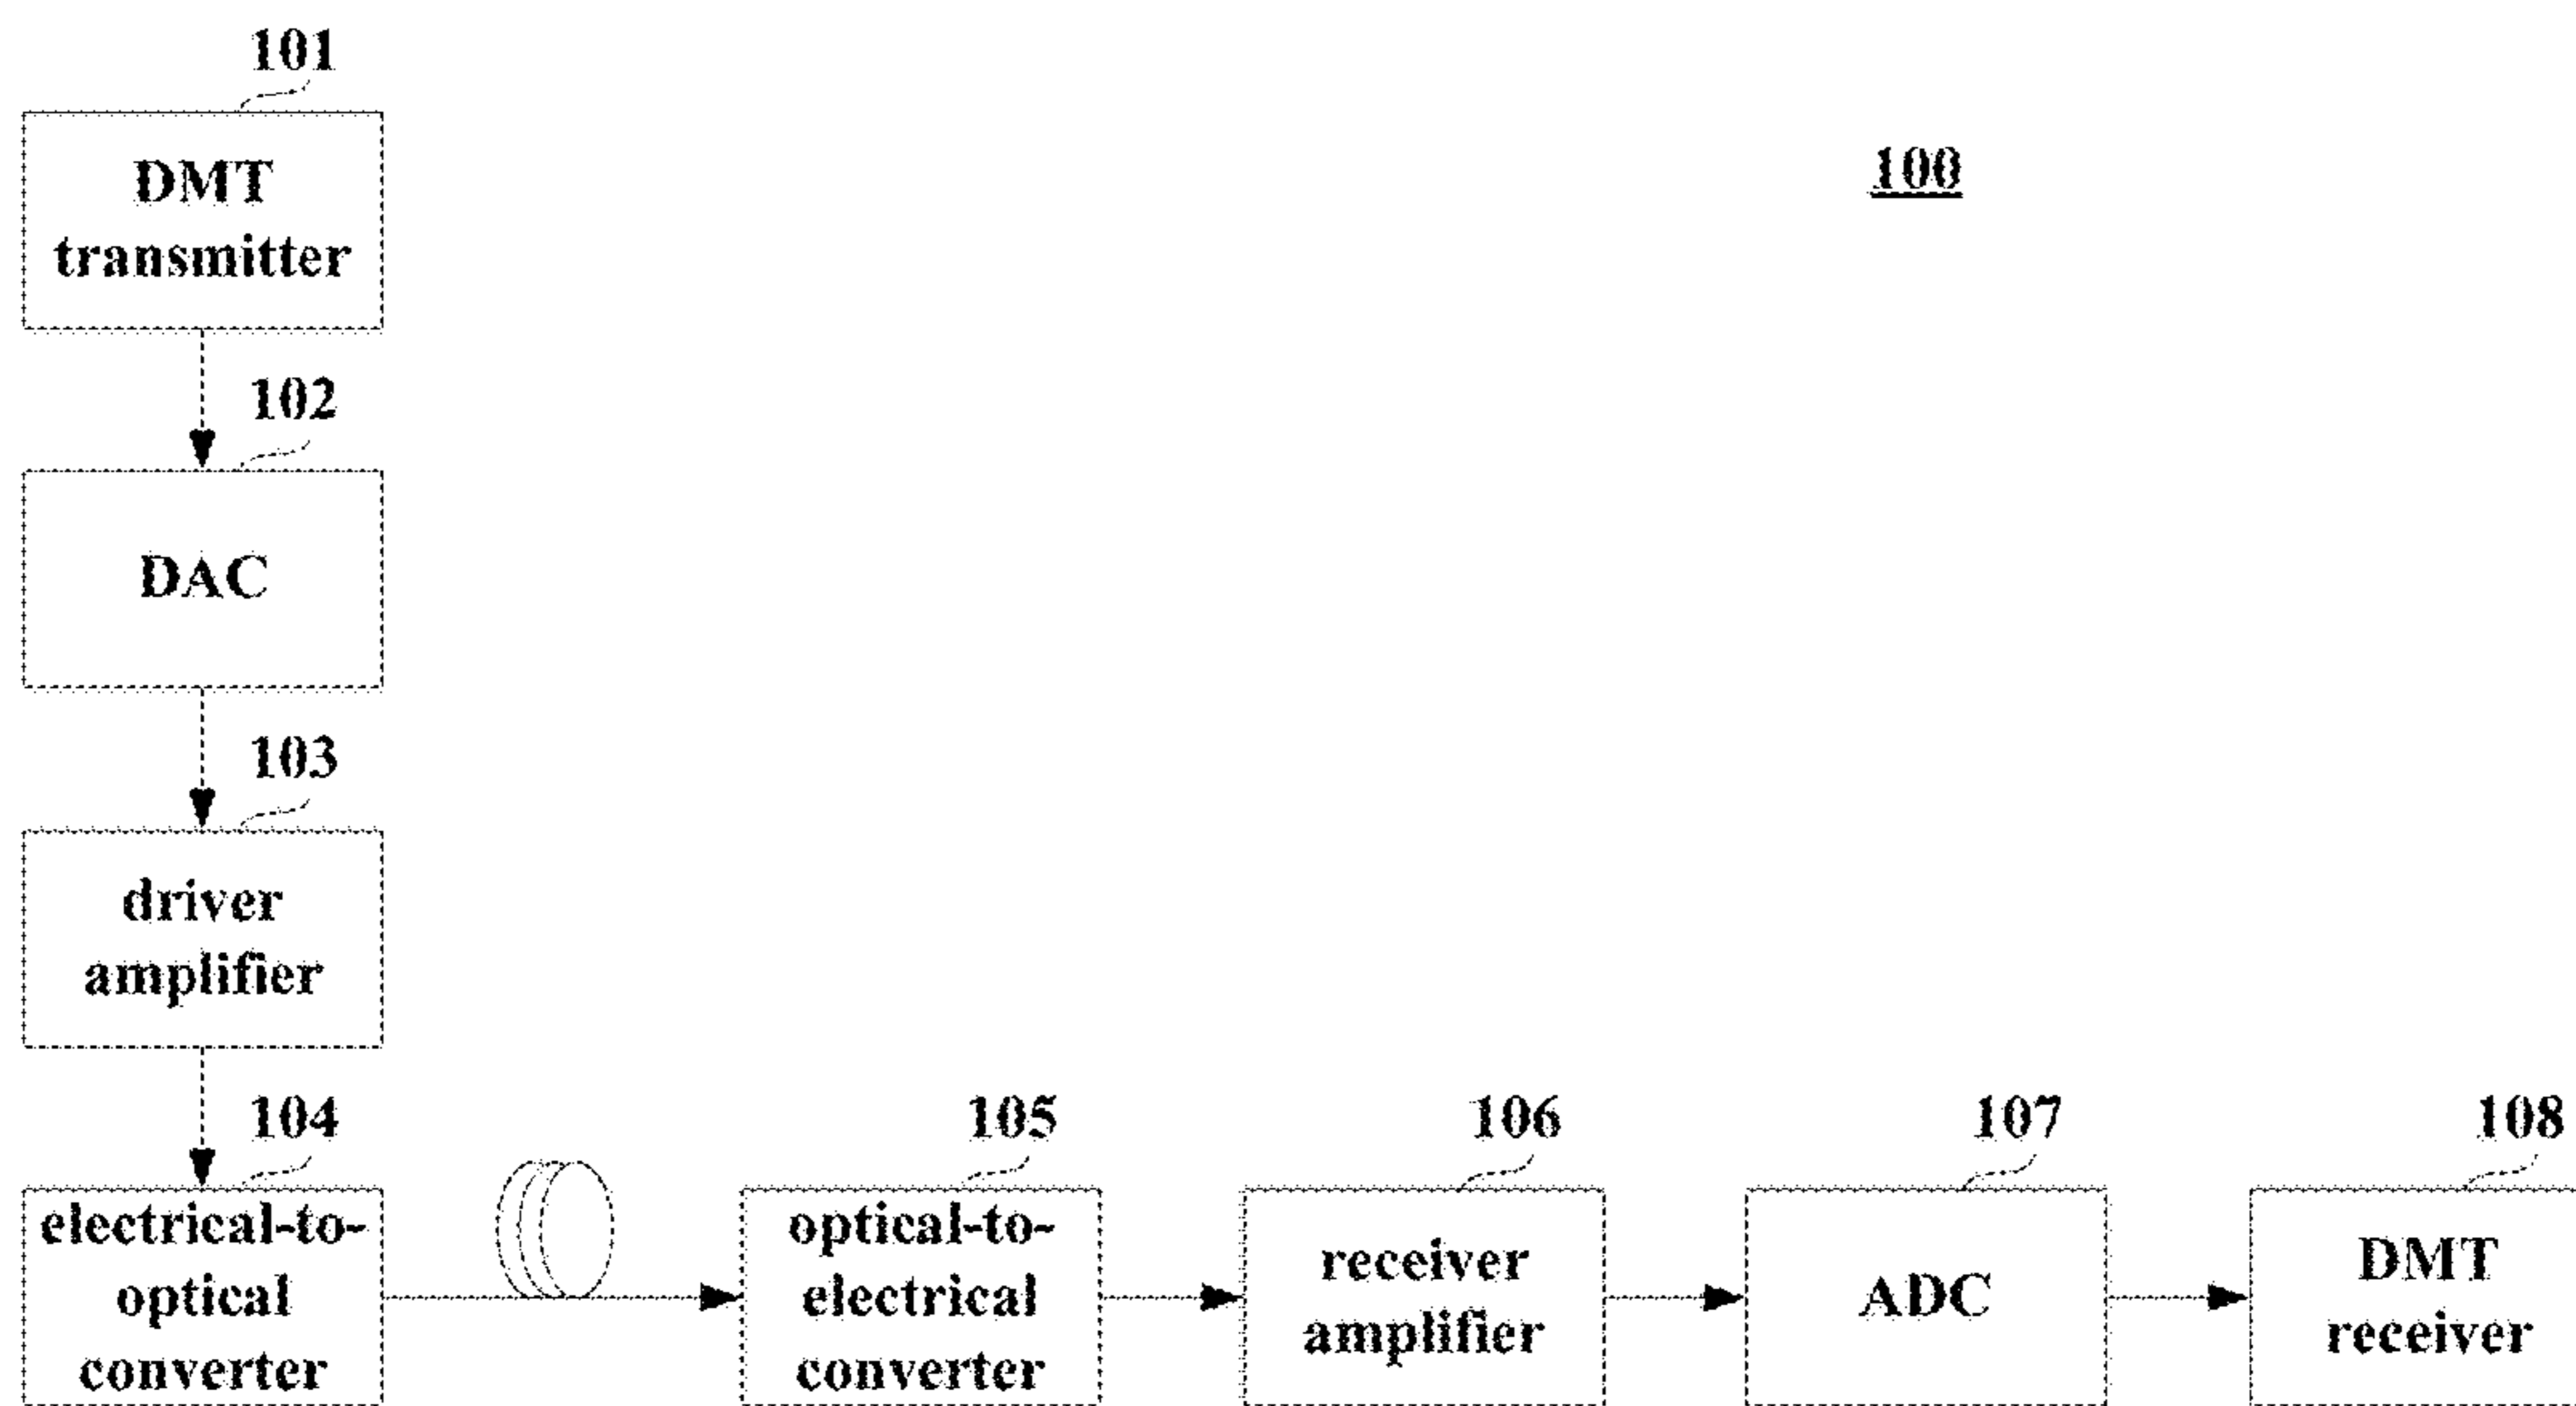 101
DMT
transmitter
100
102
DAC
103
driver
amplifier
104
electrical-to-
optical
converter
105
optical-to-
electrical
converter
106
receiver
amplifier
107
ADC
108
DMT
receiver